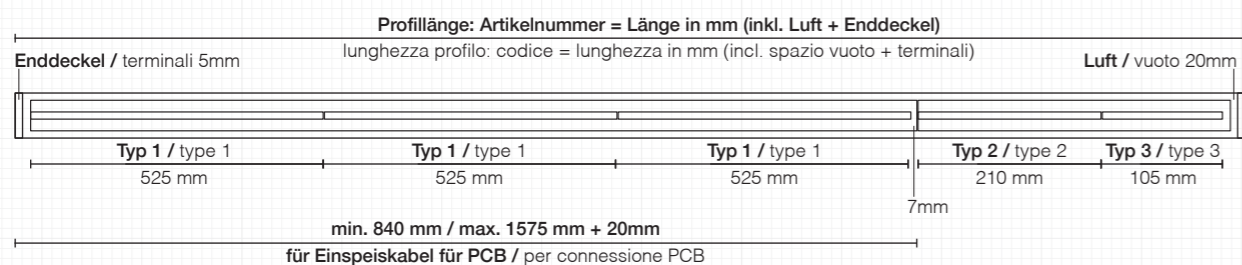 Profillänge: Artikelnummer = Länge in mm (inkl. Luft + Enddeckel)
lunghezza profilo: codice = lunghezza in mm (incl. spazio vuoto + terminali)
Enddeckel / terminali 5mm
Luft / vuoto 20mm
Typ 1 / type 1
Typ 1 / type 1
Typ 1 / type 1
Typ 2 / type 2
Typ 3 / type 3
525 mm
525 mm
525 mm
210 mm
105 mm
7mm
min. 840 mm / max. 1575 mm + 20mm
für Einspeiskabel für PCB / per connessione PCB